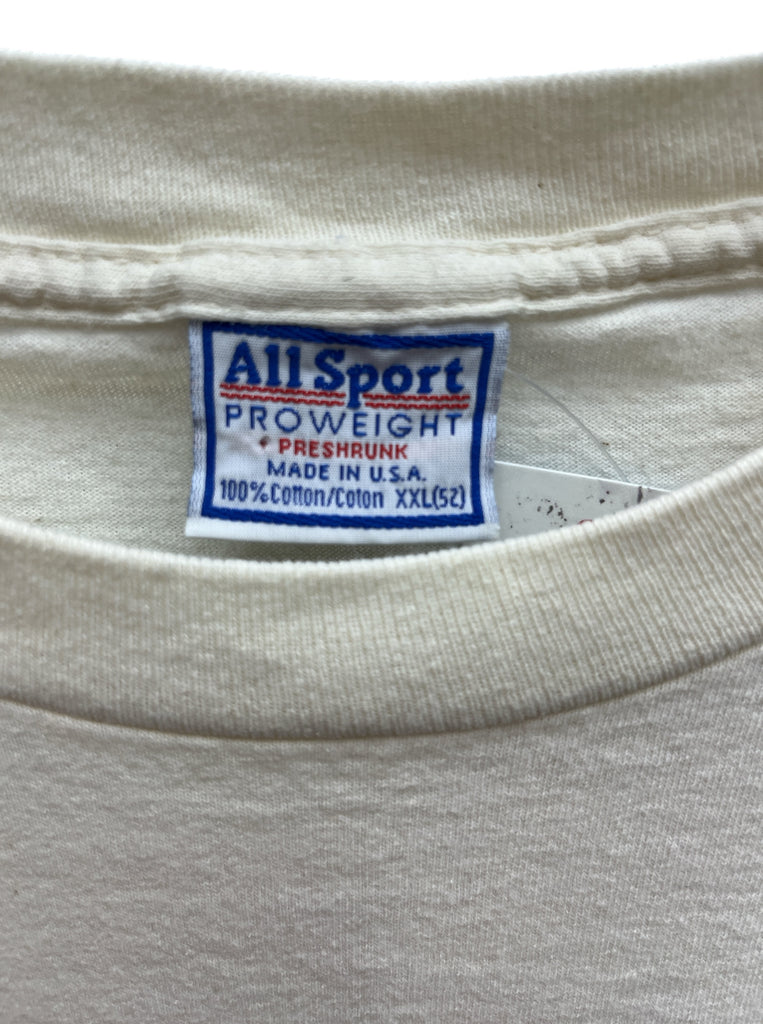 All Sport
PROWEIGHT
PRESHRUNK
MADE IN U.S.A.
100% Cotton/Coton XXL(52)